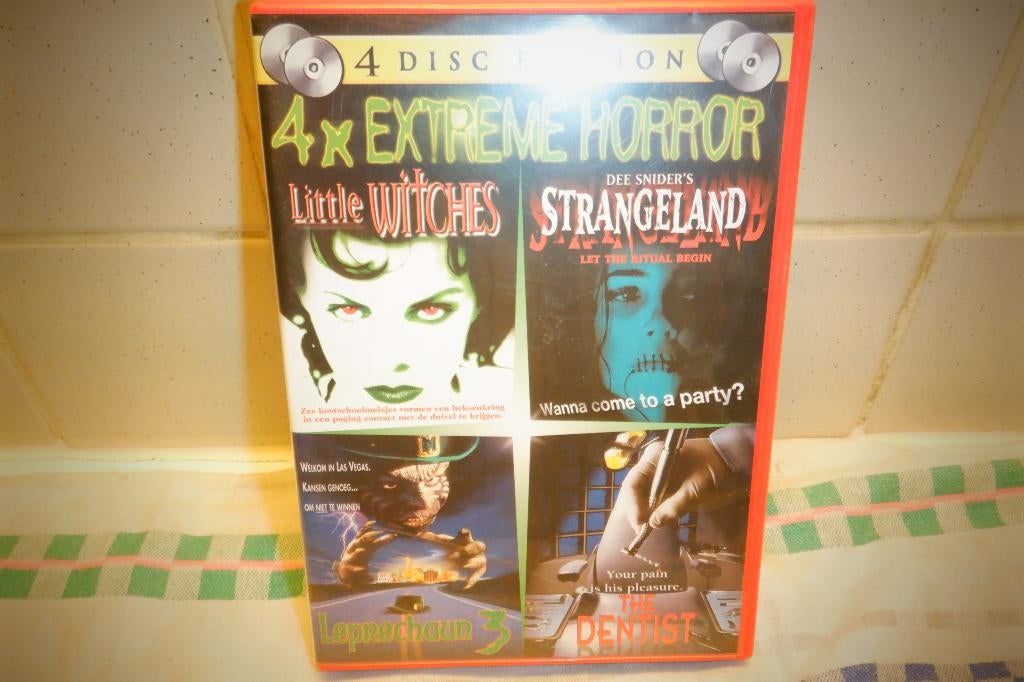 4 DISC
4x EXTREME HORROR
Little WITCHES
Zes kostschoolmeisjes vormen een heksenkring
in een poging contact met de duivel te krijgen.
DEE SNIDER'S
STRANGELAND
LET THE RITUAL BEGIN
Wanna come to a party?
WELKOM IN LAS VEGAS,
KANSEN GENOEG...
OM NIET TE WINNEN
Leprechaun 3
Your pain
is his pleasure.
THE
DENTIST